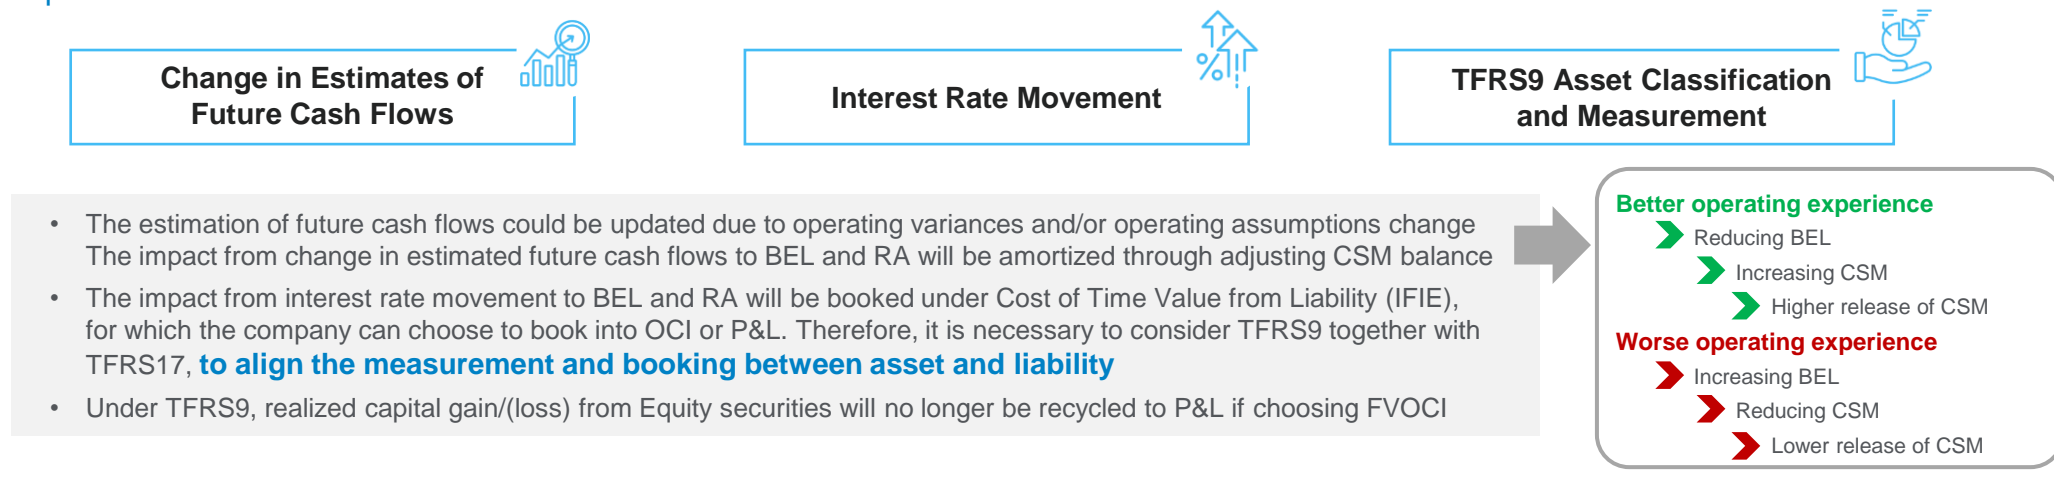 Change in Estimates of
Future Cash Flows
Interest Rate Movement
TFRS9 Asset Classification
and Measurement
• The estimation of future cash flows could be updated due to operating variances and/or operating assumptions change
The impact from change in estimated future cash flows to BEL and RA will be amortized through adjusting CSM balance
• The impact from interest rate movement to BEL and RA will be booked under Cost of Time Value from Liability (IFIE),
for which the company can choose to book into OCI or P&L. Therefore, it is necessary to consider TFRS9 together with
TFRS17, to align the measurement and booking between asset and liability
• Under TFRS9, realized capital gain/(loss) from Equity securities will no longer be recycled to P&L if choosing FVOCI
Better operating experience
Reducing BEL
Increasing CSM
Higher release of CSM
Worse operating experience
Increasing BEL
Reducing CSM
Lower release of CSM